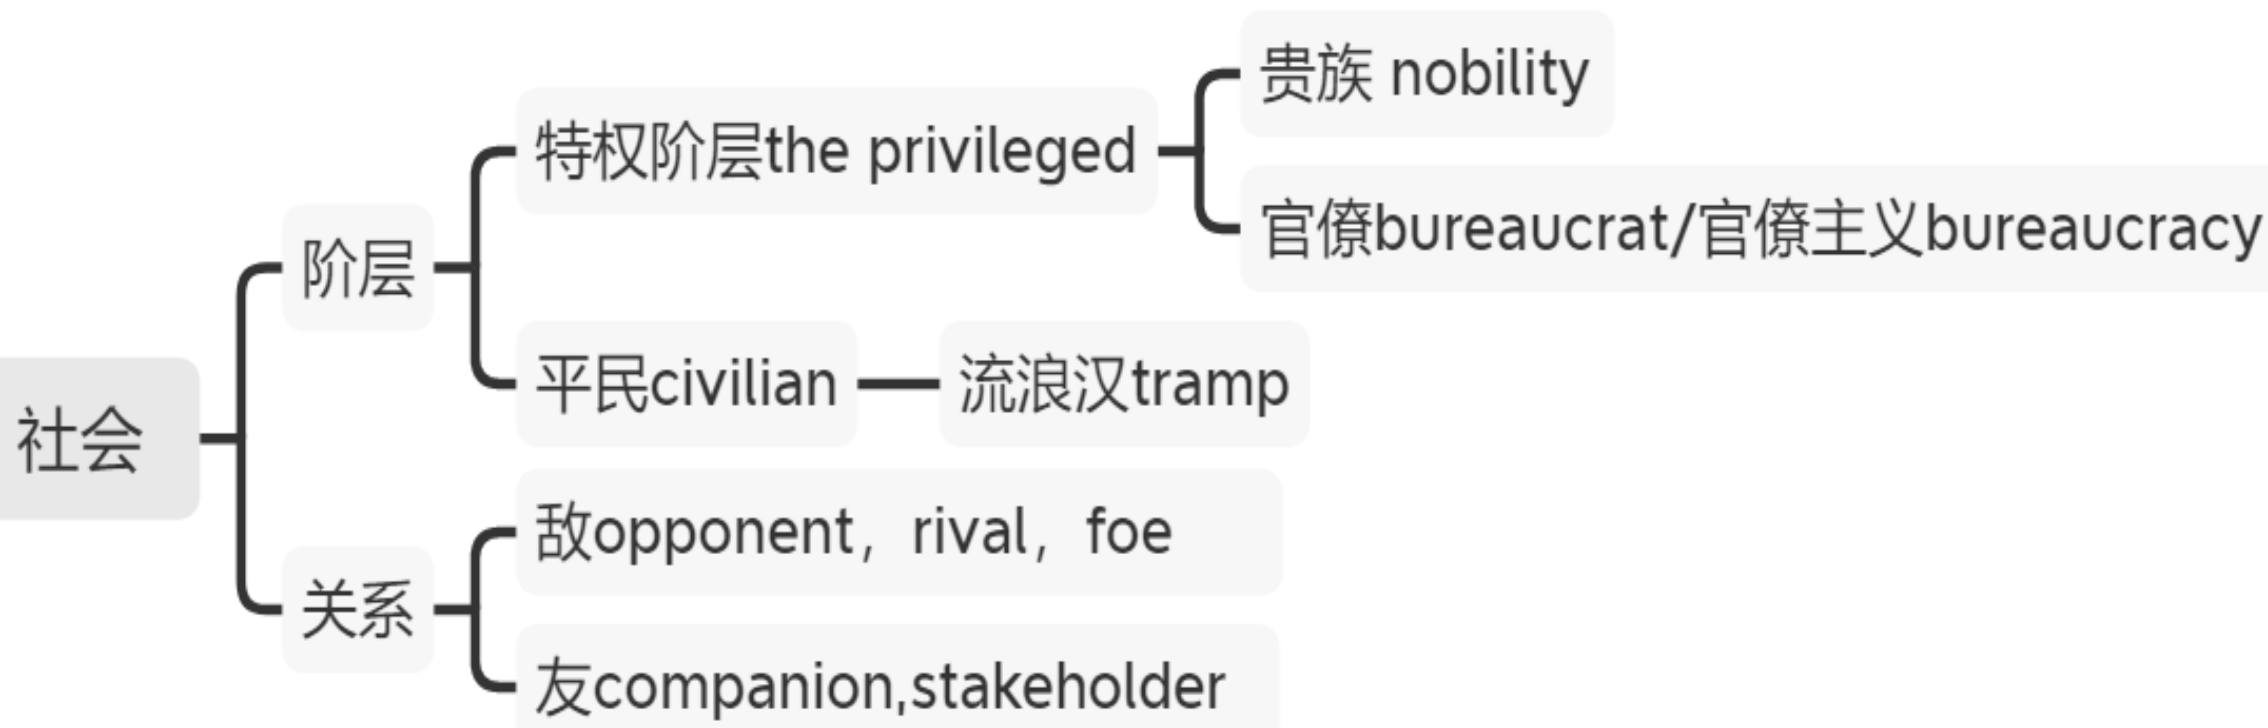 社会
阶层
特权阶层the privileged
贵族 nobility
官僚bureaucrat/官僚主义bureaucracy
平民civilian
流浪汉tramp
关系
敌opponent，rival，foe
友companion,stakeholder